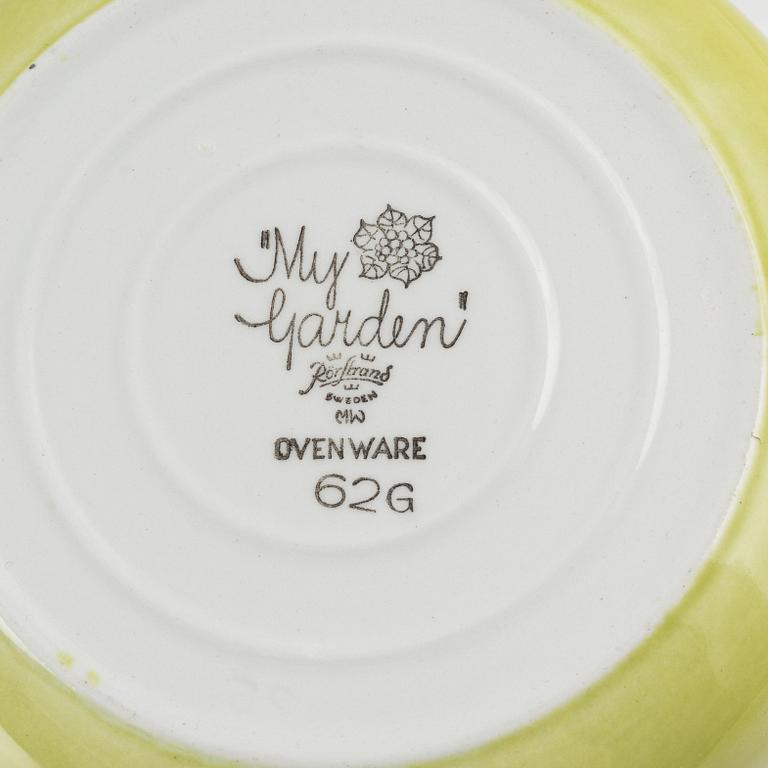 "My
Garden"
Rörstrand
SWEDEN
MW
OVENWARE
62G